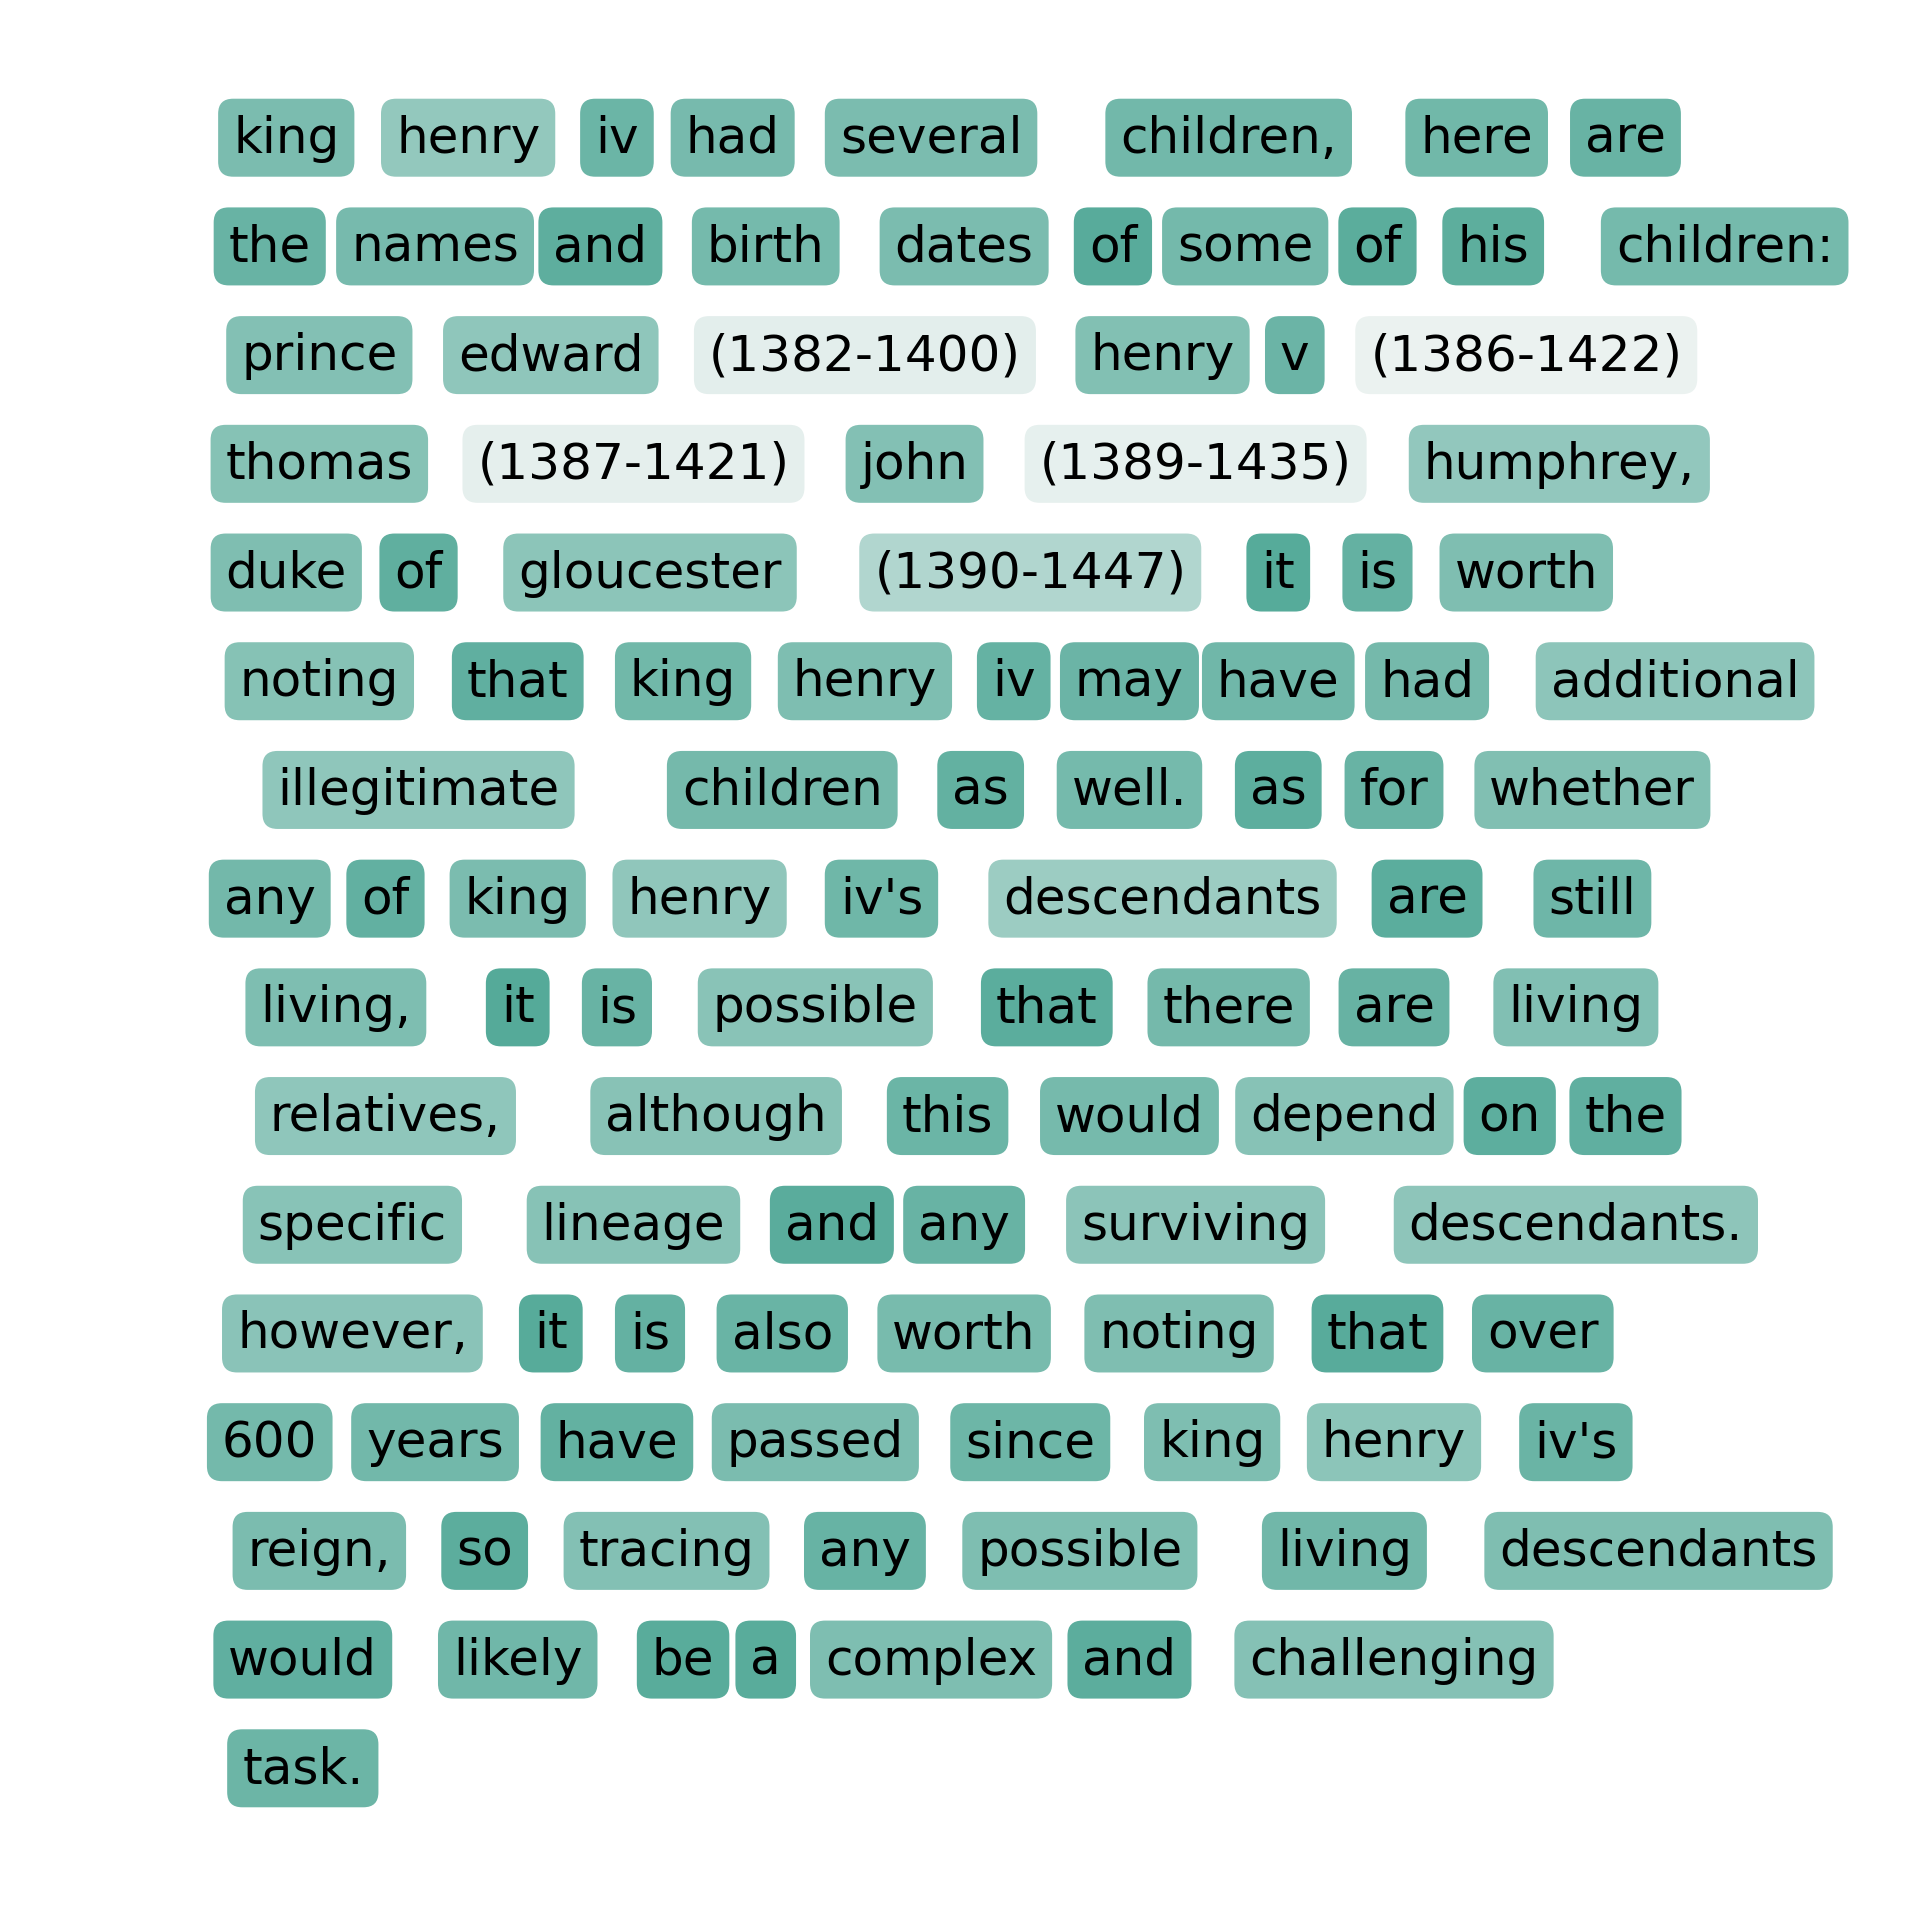 king henry iv had several children, here are
the names and birth dates of some of his children:
prince edward (1382-1400) henry v (1386-1422)
thomas (1387-1421) john (1389-1435) humphrey,
duke of gloucester (1390-1447) it is worth
noting that king henry iv may have had additional
illegitimate children as well. as for whether
any of king henry iv's descendants are still
living, it is possible that there are living
relatives, although this would depend on the
specific lineage and any surviving descendants.
however, it is also worth noting that over
600 years have passed since king henry iv's
reign, so tracing any possible living descendants
would likely be a complex and challenging
task.